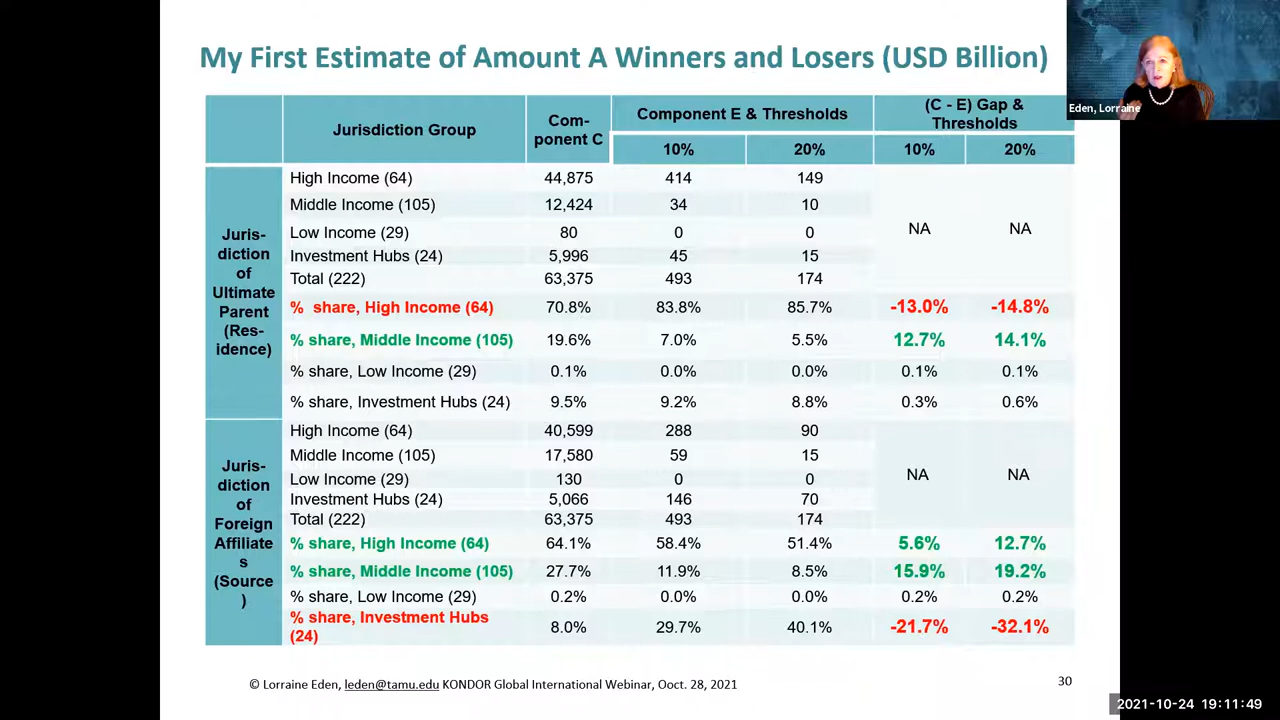 My First Estimate of Amount A Winners and Losers (USD Billion)
Eden, Lorraine
Jurisdiction Group
Com-
ponent C
Component E & Thresholds
(C - E) Gap &
Thresholds
10% 20% 10% 20%
Juris-
diction
of
Ultimate
Parent
(Res-
idence)
High Income (64) 44,875 414 149
Middle Income (105) 12,424 34 10
Low Income (29) 80 0 0
Investment Hubs (24) 5,996 45 15
Total (222) 63,375 493 174
NA NA
% share, High Income (64) 70.8% 83.8% 85.7% -13.0% -14.8%
% share, Middle Income (105) 19.6% 7.0% 5.5% 12.7% 14.1%
% share, Low Income (29) 0.1% 0.0% 0.0% 0.1% 0.1%
% share, Investment Hubs (24) 9.5% 9.2% 8.8% 0.3% 0.6%
Juris-
diction
of
Foreign
Affiliate
s
(Source
)
High Income (64) 40,599 288 90
Middle Income (105) 17,580 59 15
Low Income (29) 130 0 0
Investment Hubs (24) 5,066 146 70
Total (222) 63,375 493 174
NA NA
% share, High Income (64) 64.1% 58.4% 51.4% 5.6% 12.7%
% share, Middle Income (105) 27.7% 11.9% 8.5% 15.9% 19.2%
% share, Low Income (29) 0.2% 0.0% 0.0% 0.2% 0.2%
% share, Investment Hubs
(24) 8.0% 29.7% 40.1% -21.7% -32.1%
© Lorraine Eden, leden@tamu.edu KONDOR Global International Webinar, Ooct. 28, 2021
30
2021-10-24 19:11:49